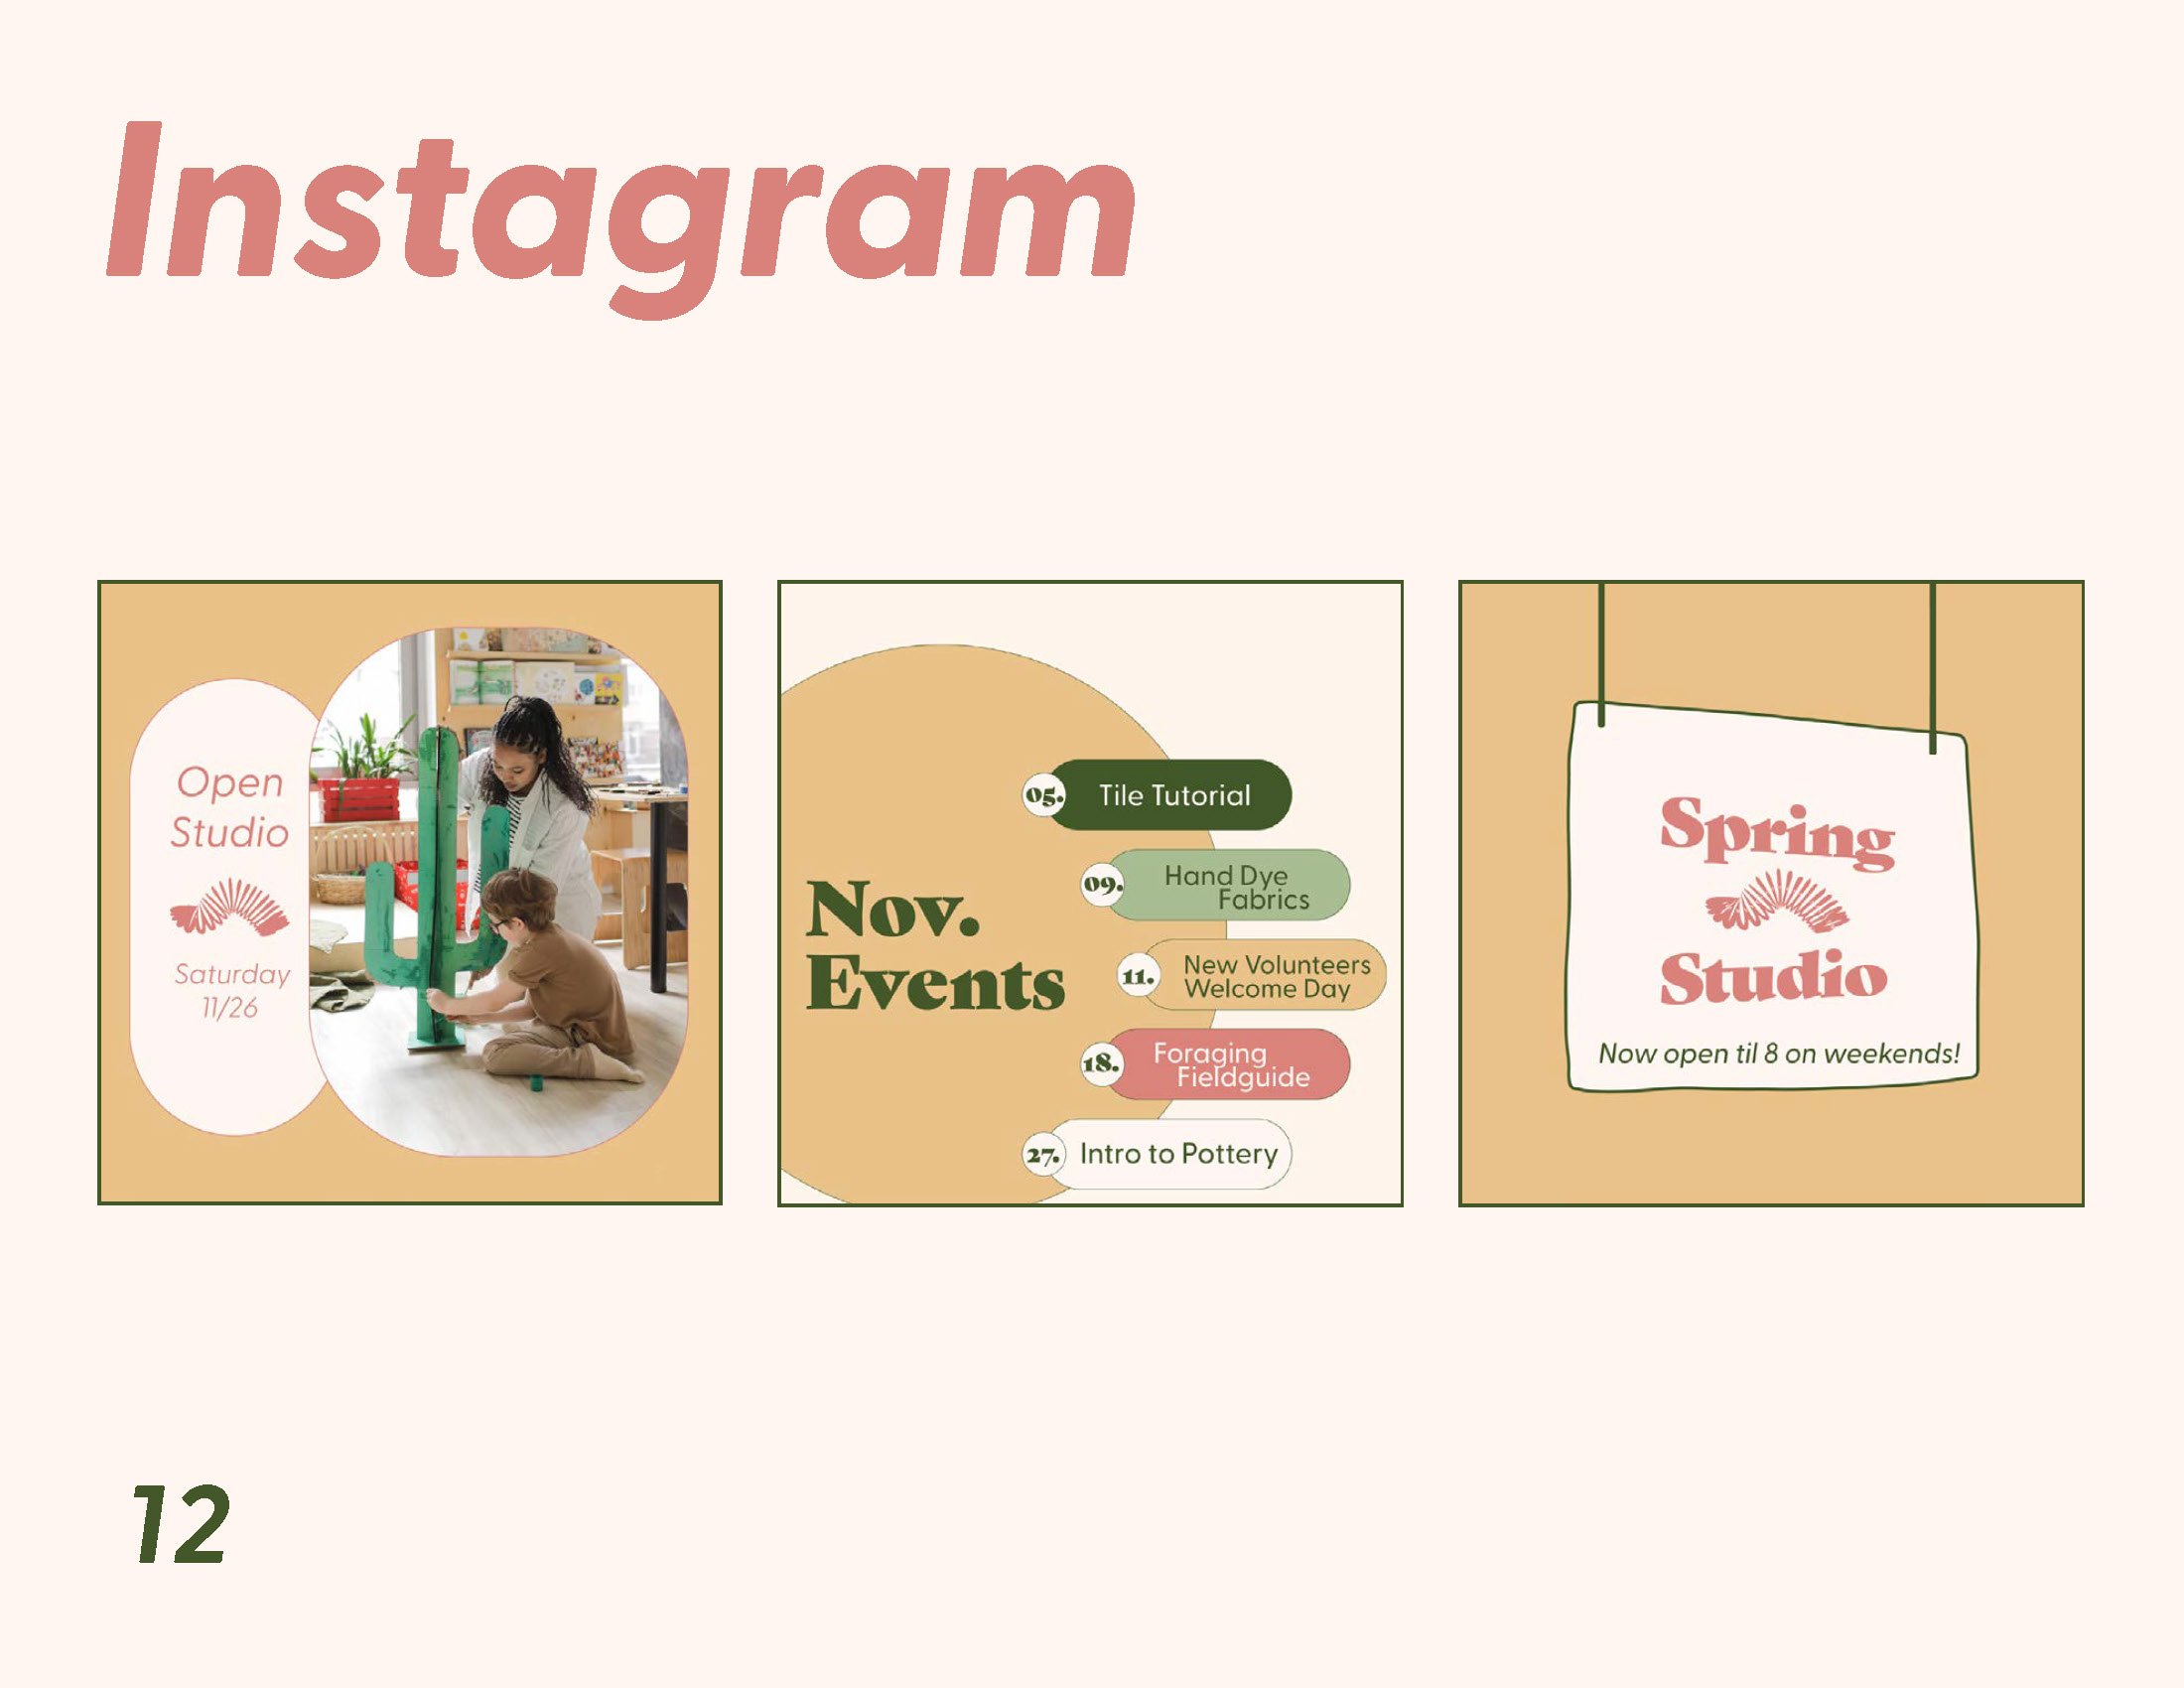 Instagram
Open
Studio
Saturday
11/26
Nov.
Events
05. Tile Tutorial
09. Hand Dye
Fabrics
11. New Volunteers
Welcome Day
18. Foraging
Fieldguide
27. Intro to Pottery
Spring
Studio
Now open til 8 on weekends!
12